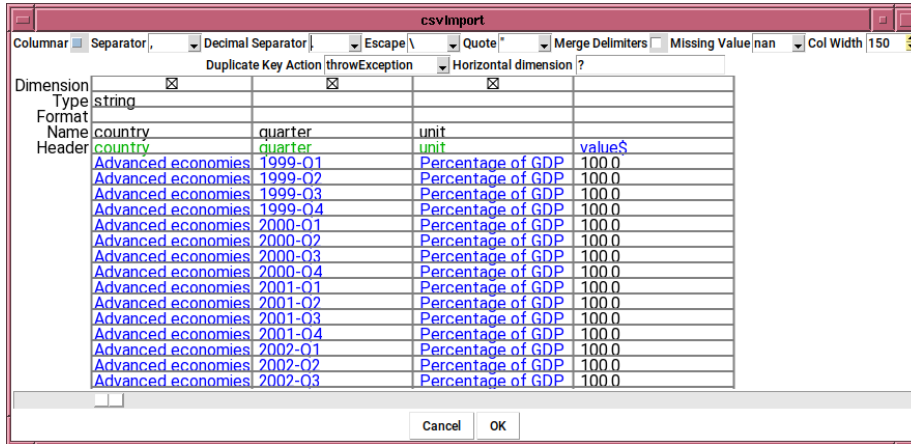 csvImport
Columnar Separator , Decimal Separator . Escape \ Quote " Merge Delimiters Missing Value nan Col Width 150
Duplicate Key Action throwException Horizontal dimension ?
Dimension
Type string
Format
Name country quarter unit
Header country quarter unit value$
Advanced economies 1999-Q1 Percentage of GDP 100.0
Advanced economies 1999-Q2 Percentage of GDP 100.0
Advanced economies 1999-Q3 Percentage of GDP 100.0
Advanced economies 1999-Q4 Percentage of GDP 100.0
Advanced economies 2000-Q1 Percentage of GDP 100.0
Advanced economies 2000-Q2 Percentage of GDP 100.0
Advanced economies 2000-Q3 Percentage of GDP 100.0
Advanced economies 2000-Q4 Percentage of GDP 100.0
Advanced economies 2001-Q1 Percentage of GDP 100.0
Advanced economies 2001-Q2 Percentage of GDP 100.0
Advanced economies 2001-Q3 Percentage of GDP 100.0
Advanced economies 2001-Q4 Percentage of GDP 100.0
Advanced economies 2002-Q1 Percentage of GDP 100.0
Advanced economies 2002-Q2 Percentage of GDP 100.0
Advanced economies 2002-Q3 Percentage of GDP 100.0
Cancel OK